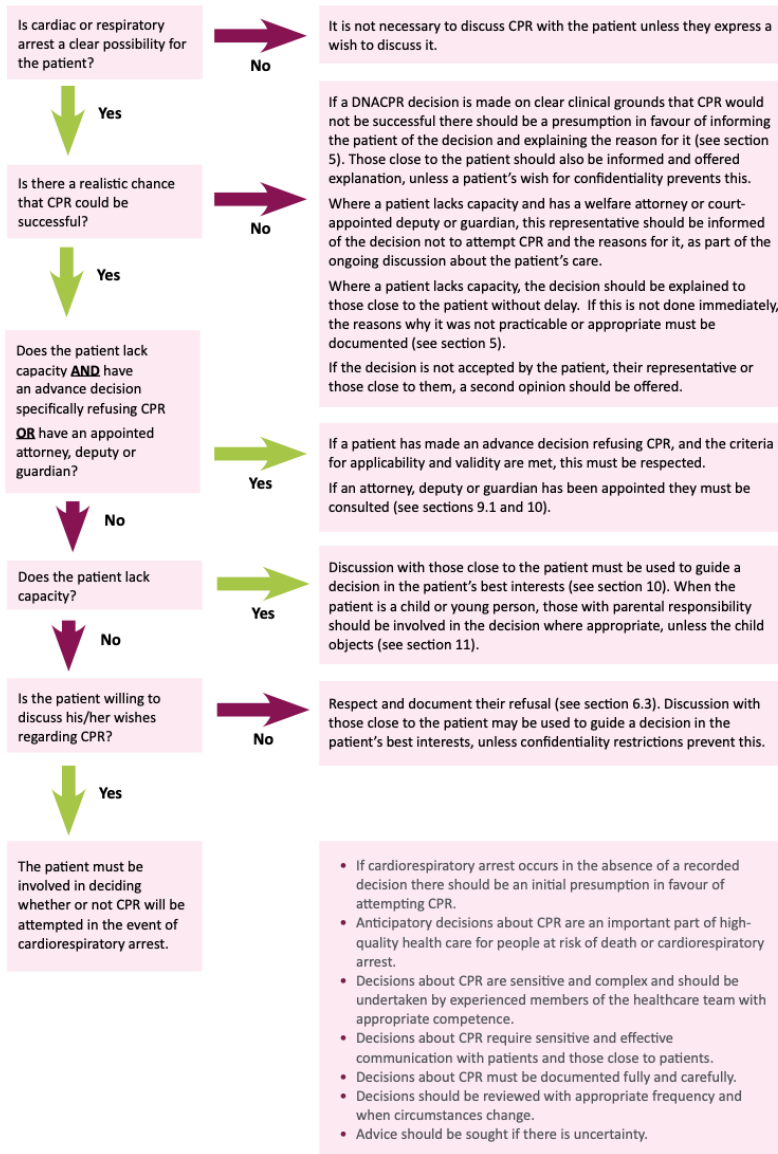 Is cardiac or respiratory
arrest a clear possibility for
the patient?
No
It is not necessary to discuss CPR with the patient unless they express a
wish to discuss it.
Yes
Is there a realistic chance
that CPR could be
successful?
No
If a DNACPR decision is made on clear clinical grounds that CPR would
not be successful there should be a presumption in favour of informing
the patient of the decision and explaining the reason for it (see section
5). Those close to the patient should also be informed and offered
explanation, unless a patient's wish for confidentiality prevents this.
Where a patient lacks capacity and has a welfare attorney or court-
appointed deputy or guardian, this representative should be informed
of the decision not to attempt CPR and the reasons for it, as part of the
ongoing discussion about the patient's care.
Where a patient lacks capacity, the decision should be explained to
those close to the patient without delay. If this is not done immediately,
the reasons why it was not practicable or appropriate must be
documented (see section 5).
If the decision is not accepted by the patient, their representative or
those close to them, a second opinion should be offered.
Yes
Does the patient lack
capacity AND have
an advance decision
specifically refusing CPR
OR have an appointed
attorney, deputy or
guardian?
Yes
If a patient has made an advance decision refusing CPR, and the criteria
for applicability and validity are met, this must be respected.
If an attorney, deputy or guardian has been appointed they must be
consulted (see sections 9.1 and 10).
No
Does the patient lack
capacity?
Yes
Discussion with those close to the patient must be used to guide a
decision in the patient's best interests (see section 10). When the
patient is a child or young person, those with parental responsibility
should be involved in the decision where appropriate, unless the child
objects (see section 11).
No
Is the patient willing to
discuss his/her wishes
regarding CPR?
No
Respect and document their refusal (see section 6.3). Discussion with
those close to the patient may be used to guide a decision in the
patient's best interests, unless confidentiality restrictions prevent this.
Yes
The patient must be
involved in deciding
whether or not CPR will be
attempted in the event of
cardiorespiratory arrest.
• If cardiorespiratory arrest occurs in the absence of a recorded
decision there should be an initial presumption in favour of
attempting CPR.
• Anticipatory decisions about CPR are an important part of high-
quality health care for people at risk of death or cardiorespiratory
arrest.
• Decisions about CPR are sensitive and complex and should be
undertaken by experienced members of the healthcare team with
appropriate competence.
• Decisions about CPR require sensitive and effective
communication with patients and those close to patients.
• Decisions about CPR must be documented fully and carefully.
• Decisions should be reviewed with appropriate frequency and
when circumstances change.
• Advice should be sought if there is uncertainty.